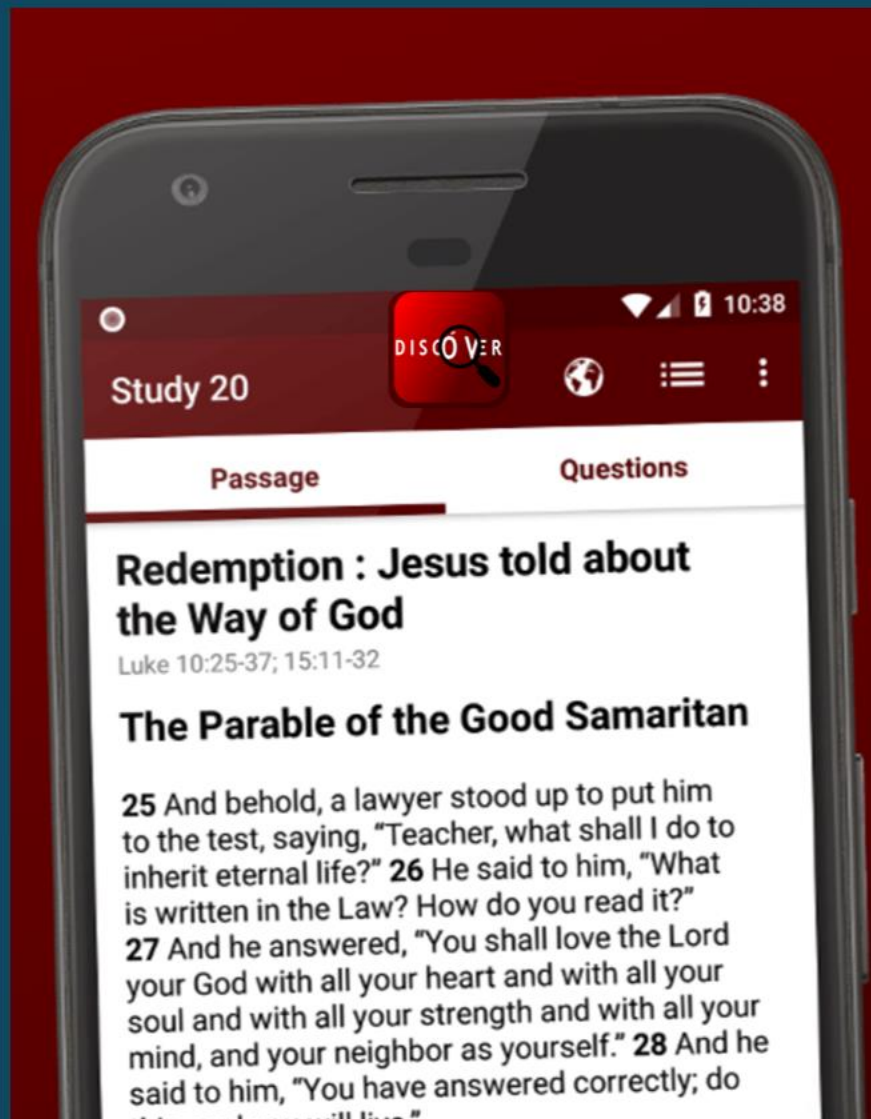 10:38
DISCOVER
Study 20
Passage
Questions
Redemption : Jesus told about
the Way of God
Luke 10:25-37; 15:11-32
The Parable of the Good Samaritan
25 And behold, a lawyer stood up to put him
to the test, saying, “Teacher, what shall I do to
inherit eternal life?” 26 He said to him, “What
is written in the Law? How do you read it?”
27 And he answered, “You shall love the Lord
your God with all your heart and with all your
soul and with all your strength and with all your
mind, and your neighbor as yourself.” 28 And he
said to him, “You have answered correctly; do